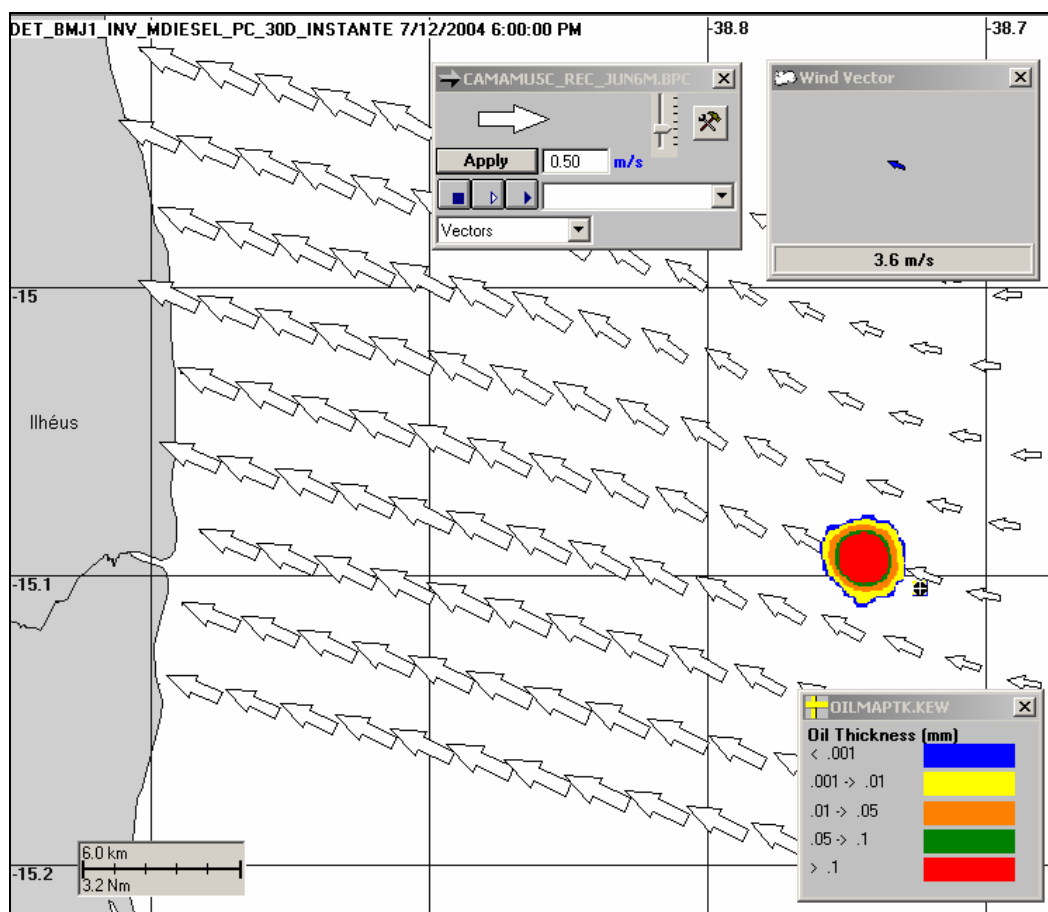 DET_BMJ1_INV_MDIESEL_PC_30D_INSTANTE 7/12/2004 6:00:00 PM
-38.8
-38.7
CAMAMU5C_REC_JUN6M.BPC
Wind Vector
Apply
0.50
m/s
Vectors
3.6 m/s
-15
Ilhéus
-15.1
OILMAPTK.KEW
Oil Thickness (mm)
< .001
.001 -> .01
.01 -> .05
.05 -> .1
> .1
6.0 km
3.2 Nm
-15.2